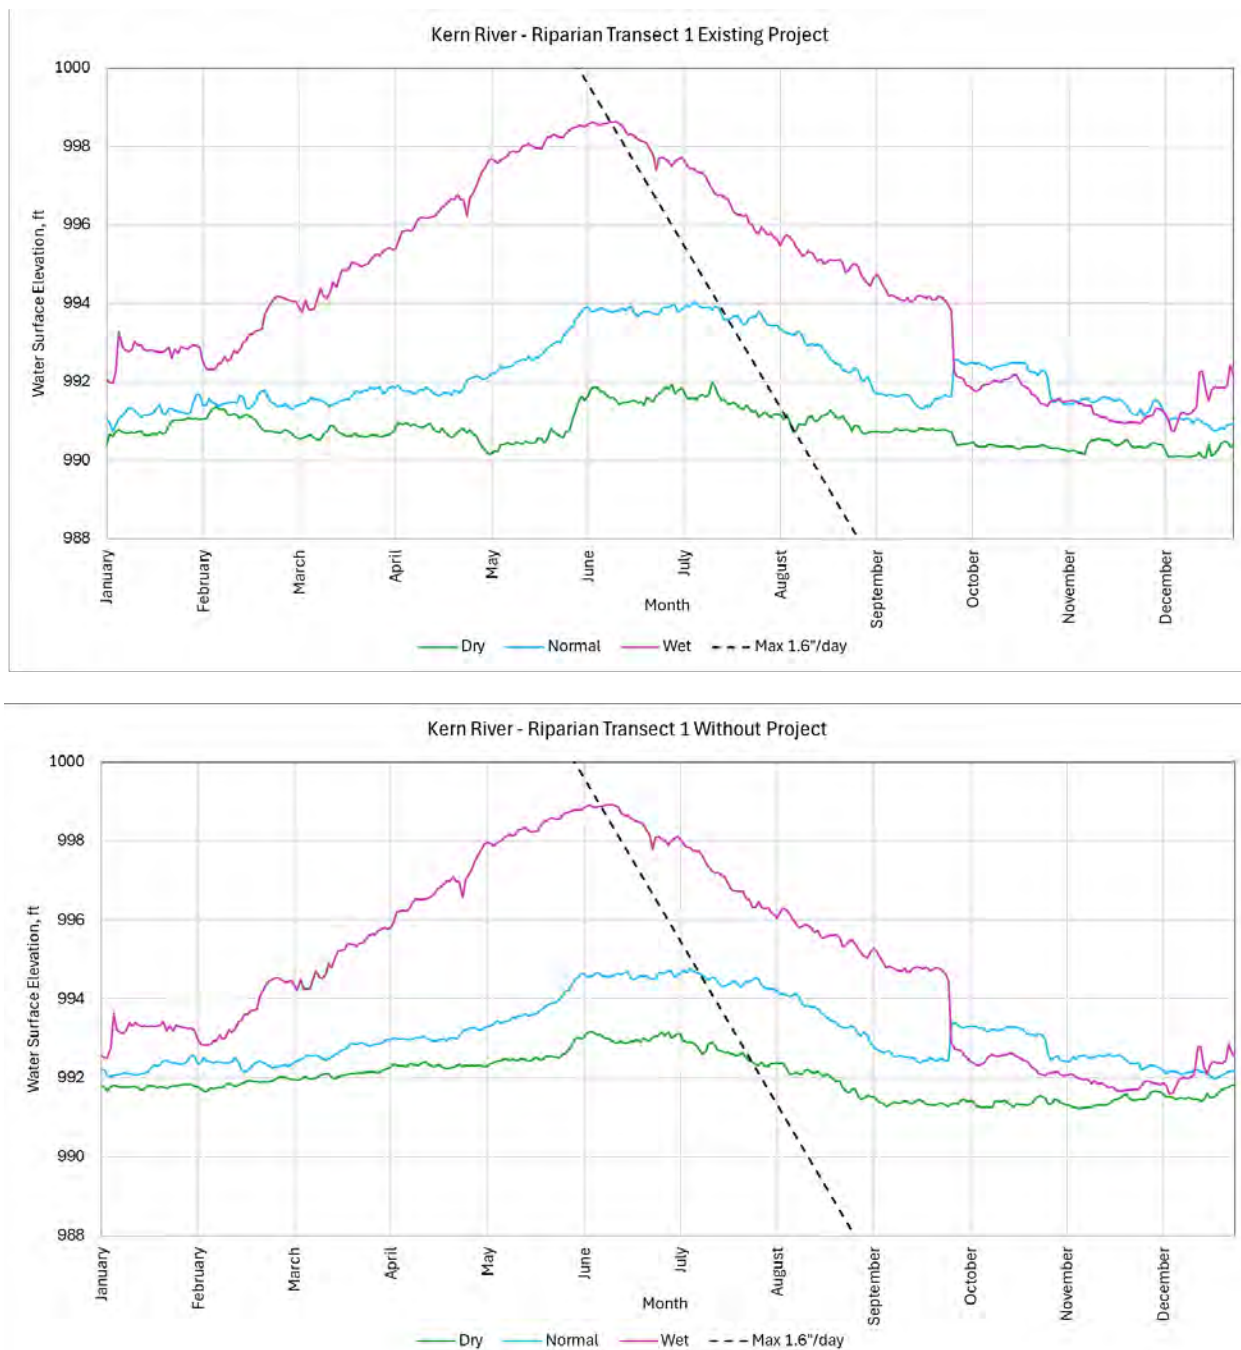 Kern River - Riparian Transect 1 Existing Project
Water Surface Elevation, ft
1000
998
996
994
992
990
988
January
February
March
April
May
June
July
August
September
October
November
December
Month
Dry
Normal
Wet
Max 1.6"/day
Kern River - Riparian Transect 1 Without Project
Water Surface Elevation, ft
1000
998
996
994
992
990
988
January
February
March
April
May
June
July
August
September
October
November
December
Month
Dry
Normal
Wet
Max 1.6"/day